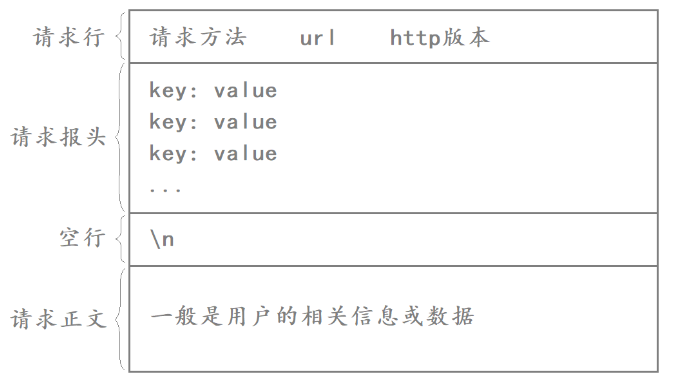 请求行 请求方法 url http版本
key: value
key: value
请求报头 key: value
...
空行 \n
请求正文 一般是用户的相关信息或数据